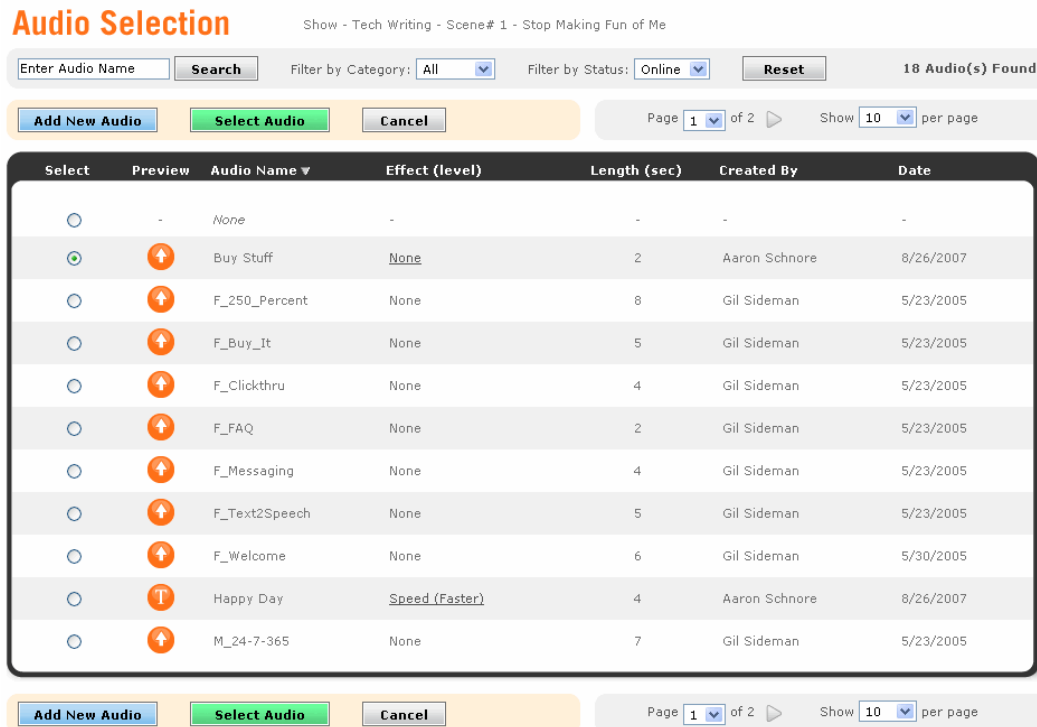 Audio Selection Show - Tech Writing - Scene# 1 - Stop Making Fun of Me
Enter Audio Name Search Filter by Category: All Filter by Status: Online Reset 18 Audio(s) Found
Add New Audio Select Audio Cancel Page 1 of 2 Show 10 per page
Select Preview Audio Name Effect (level) Length (sec) Created By Date
- None - - - -
Buy Stuff None 2 Aaron Schnore 8/26/2007
F_250_Percent None 8 Gil Sideman 5/23/2005
F_Buy_It None 5 Gil Sideman 5/23/2005
F_Clickthru None 4 Gil Sideman 5/23/2005
F_FAQ None 2 Gil Sideman 5/23/2005
F_Messaging None 4 Gil Sideman 5/23/2005
F_Text2Speech None 5 Gil Sideman 5/23/2005
F_Welcome None 6 Gil Sideman 5/30/2005
T Happy Day Speed (Faster) 4 Aaron Schnore 8/26/2007
M_24-7-365 None 7 Gil Sideman 5/23/2005
Add New Audio Select Audio Cancel Page 1 of 2 Show 10 per page